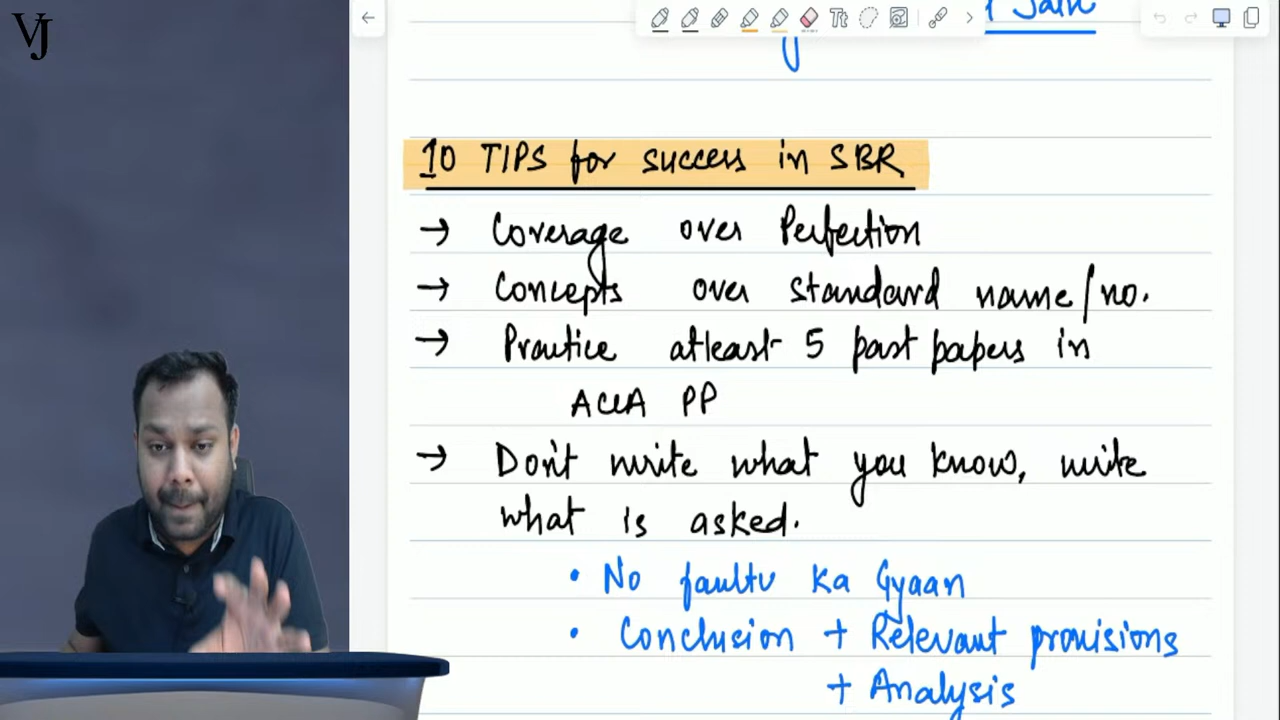 VJ
Tt
10 TIPS for success in SBR
→ Coverage over Perfection
→ Concepts over standard name/no.
→ Practice atleast 5 past papers in
ACCA PP
→ Don't write what you know, write
what is asked.
• No faultu ka Gyaan
• Conclusion + Relevant provisions
+ Analysis